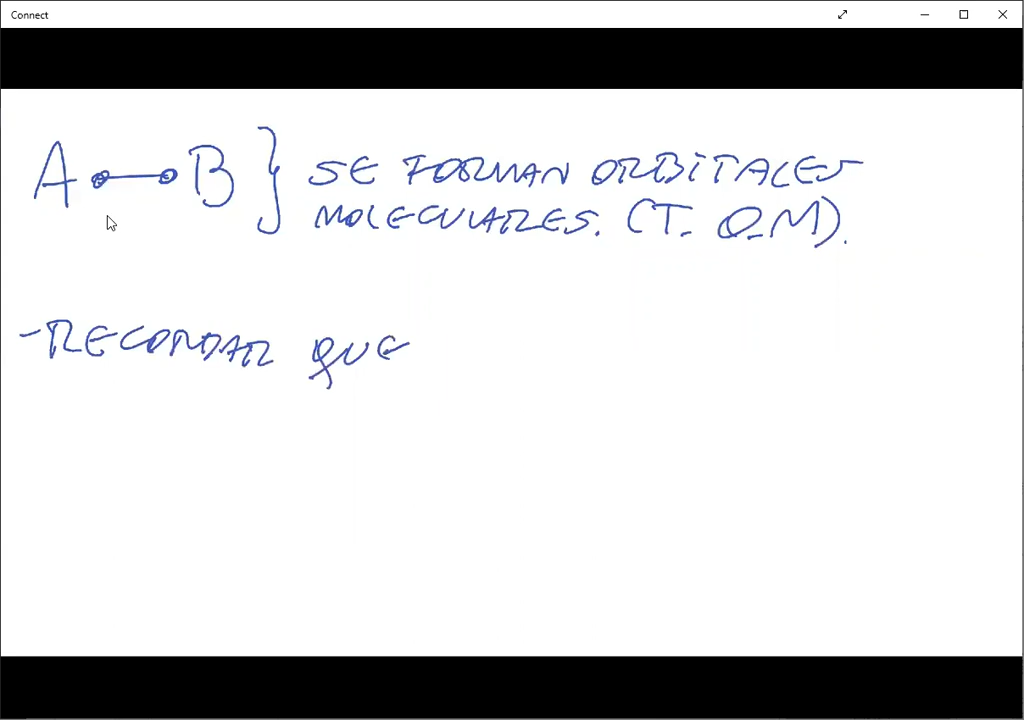 Connect
A — B } SE FORMAN ORBITALES
MOLECULARES. (T. O.M).
- RECORDAR QUE